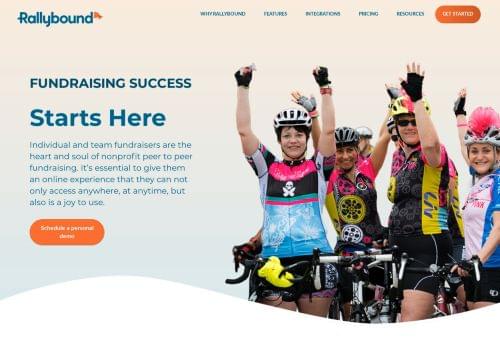 Rallybound
WHY RALLYBOUND
FEATURES
INTEGRATIONS
PRICING
RESOURCES
GET STARTED
FUNDRAISING SUCCESS
Starts Here
Individual and team fundraisers are the
heart and soul of nonprofit peer to peer
fundraising. It's essential to give them
an online experience that they can not
only access anywhere, at anytime, but
also is a joy to use.
Schedule a personal
demo